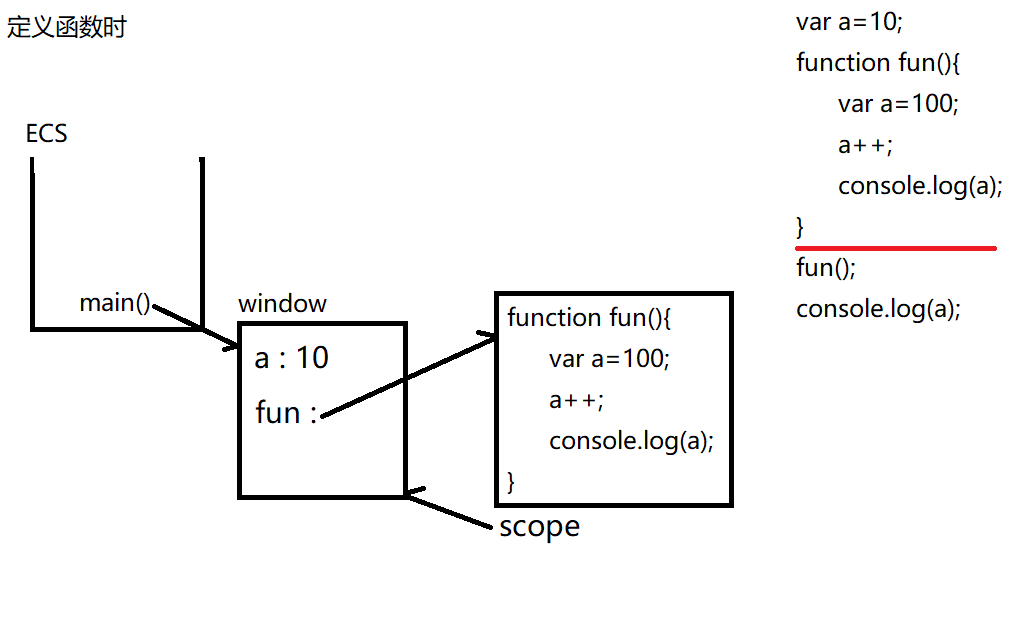 定义函数时
ECS
main()
window
a : 10
fun :
function fun(){
var a=100;
a++;
console.log(a);
}
scope
var a=10;
function fun(){
var a=100;
a++;
console.log(a);
}
fun();
console.log(a);